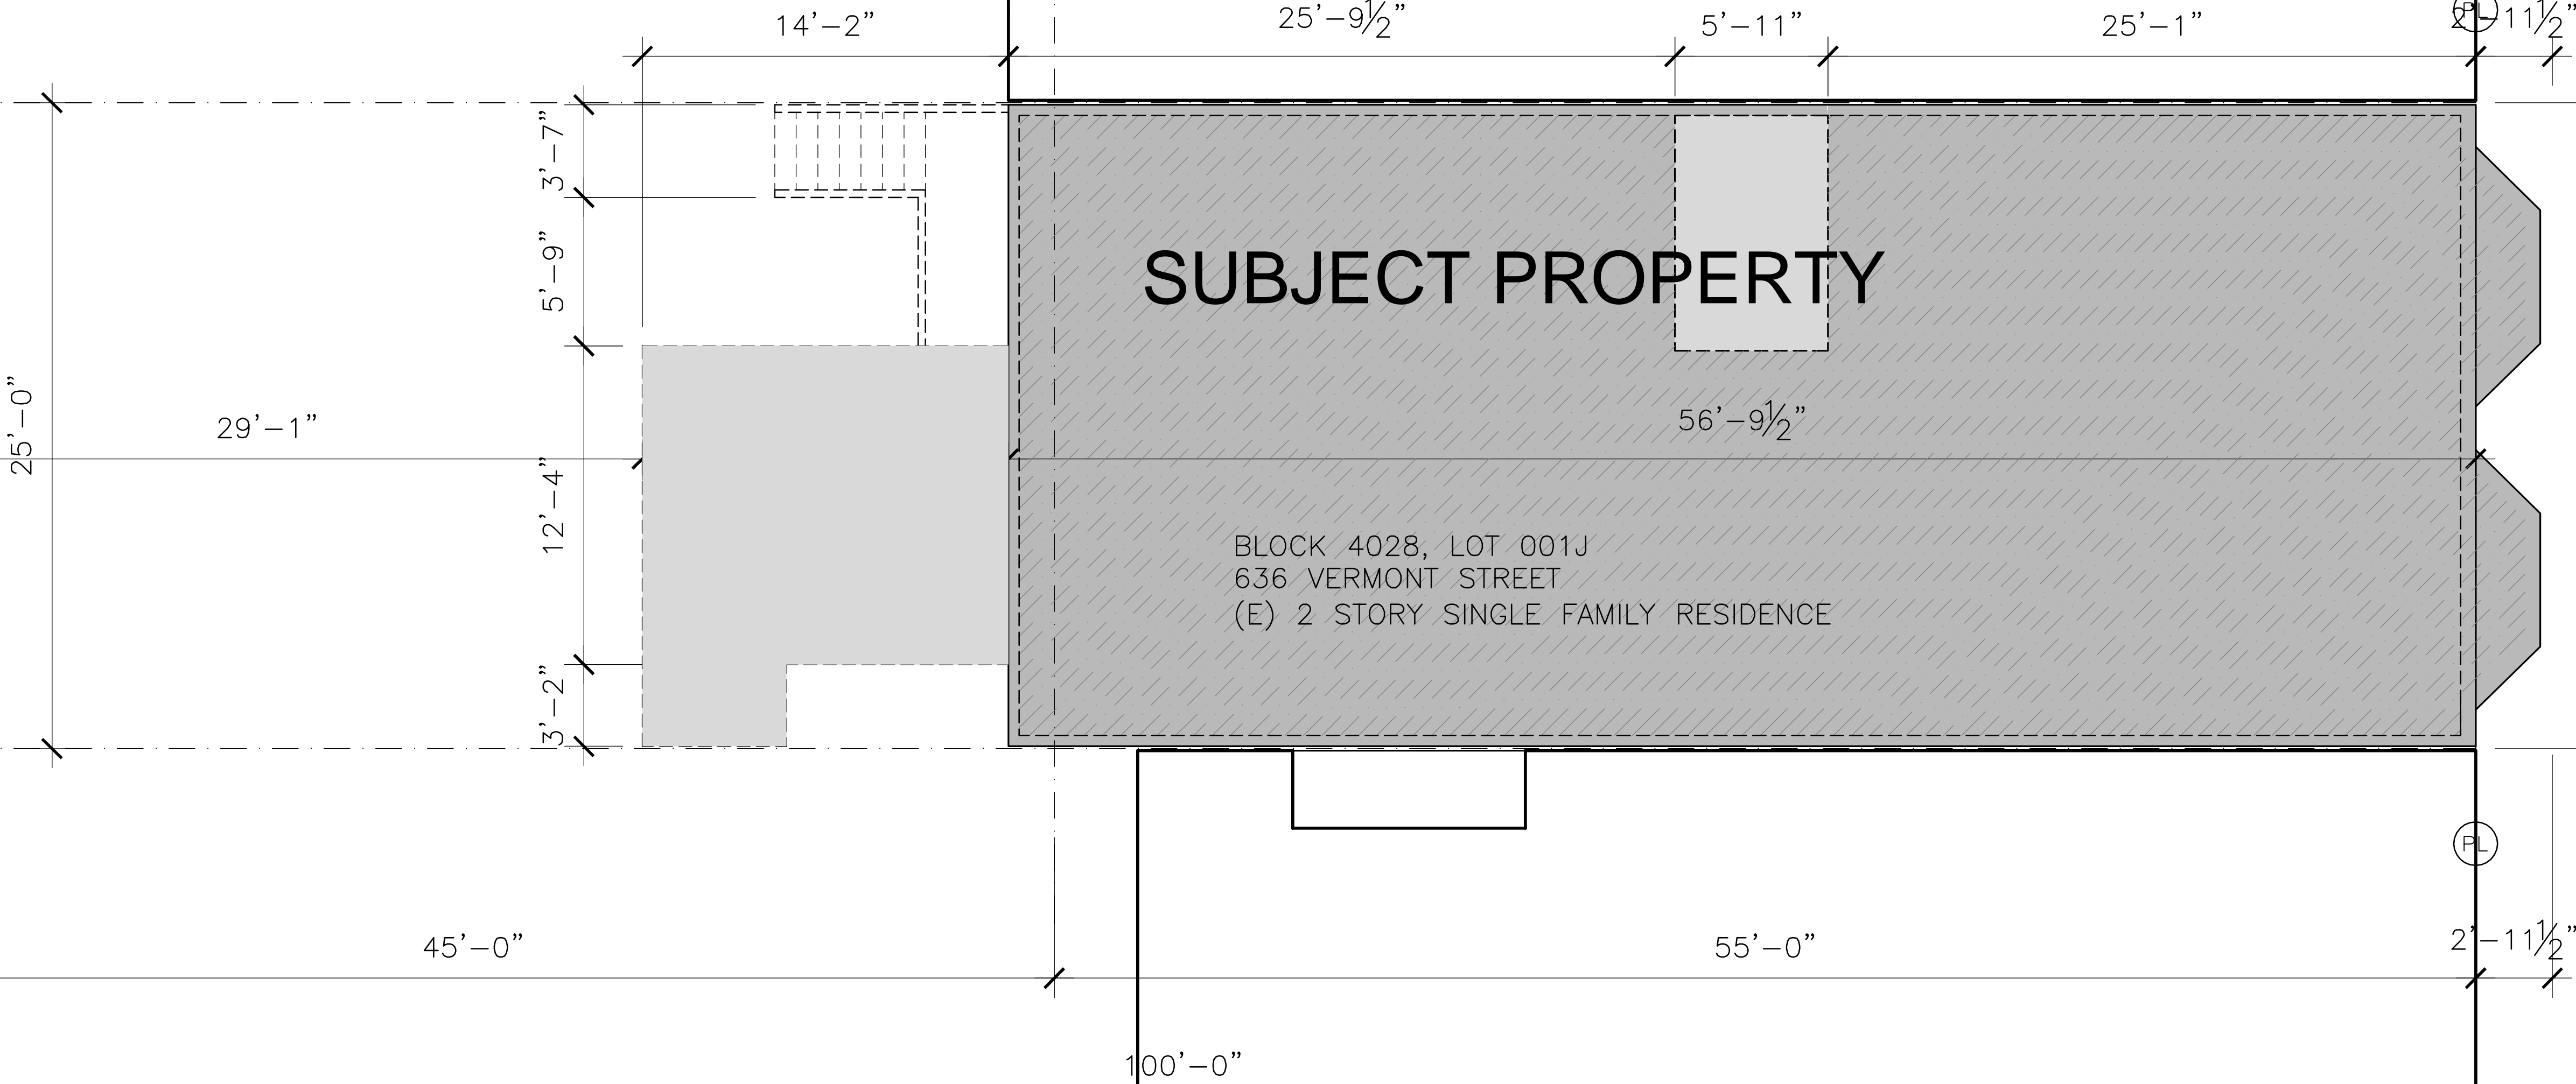 14'-2"
25'-9½"
5'-11"
25'-1"
PL
2'-11½"
3'-7"
5'-9"
SUBJECT PROPERTY
25'-0"
29'-1"
56'-9½"
12'-4"
BLOCK 4028, LOT 001J
636 VERMONT STREET
(E) 2 STORY SINGLE FAMILY RESIDENCE
3'-2"
PL
45'-0"
55'-0"
2'-11½"
100'-0"